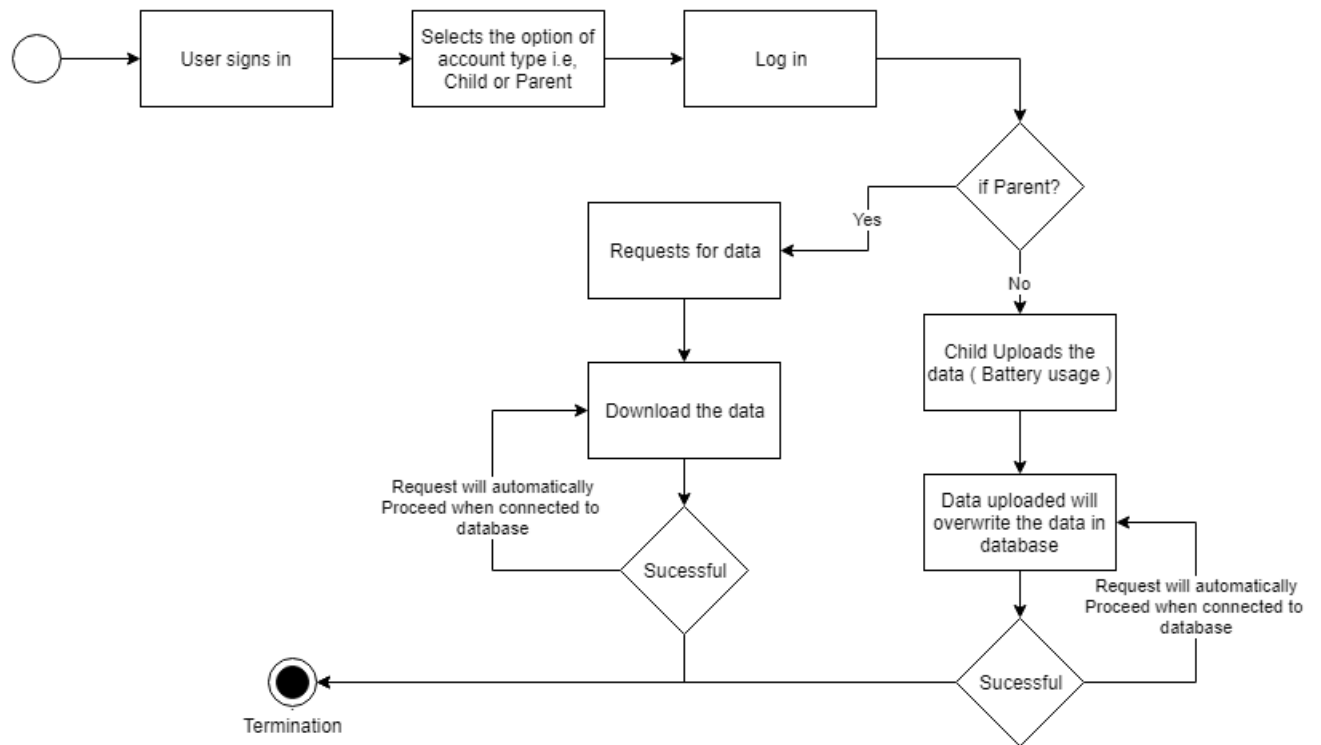 User signs in
Selects the option of
account type i.e,
Child or Parent
Log in
if Parent?
Yes
Requests for data
No
Child Uploads the
data ( Battery usage )
Download the data
Request will automatically
Proceed when connected to
database
Data uploaded will
overwrite the data in
database
Sucessful
Request will automatically
Proceed when connected to
database
Sucessful
Termination